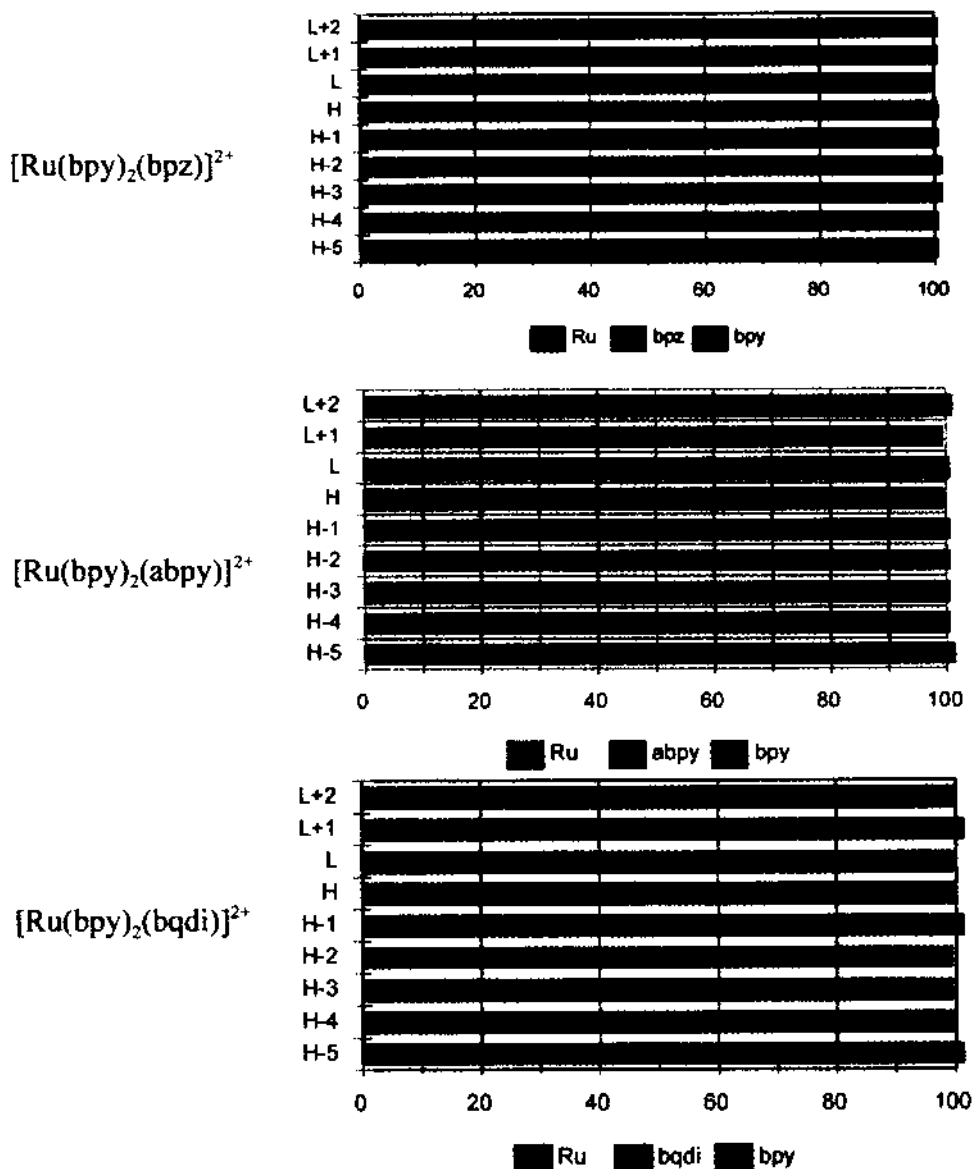 L+2
L+1
L
H
H-1
H-2
H-3
H-4
H-5
[Ru(bpy)₂(bpz)]²⁺
0 20 40 60 80 100
Ru bpz bpy
L+2
L+1
L
H
H-1
H-2
H-3
H-4
H-5
[Ru(bpy)₂(abpy)]²⁺
0 20 40 60 80 100
Ru abpy bpy
L+2
L+1
L
H
H-1
H-2
H-3
H-4
H-5
[Ru(bpy)₂(bqdi)]²⁺
0 20 40 60 80 100
Ru bqdi bpy